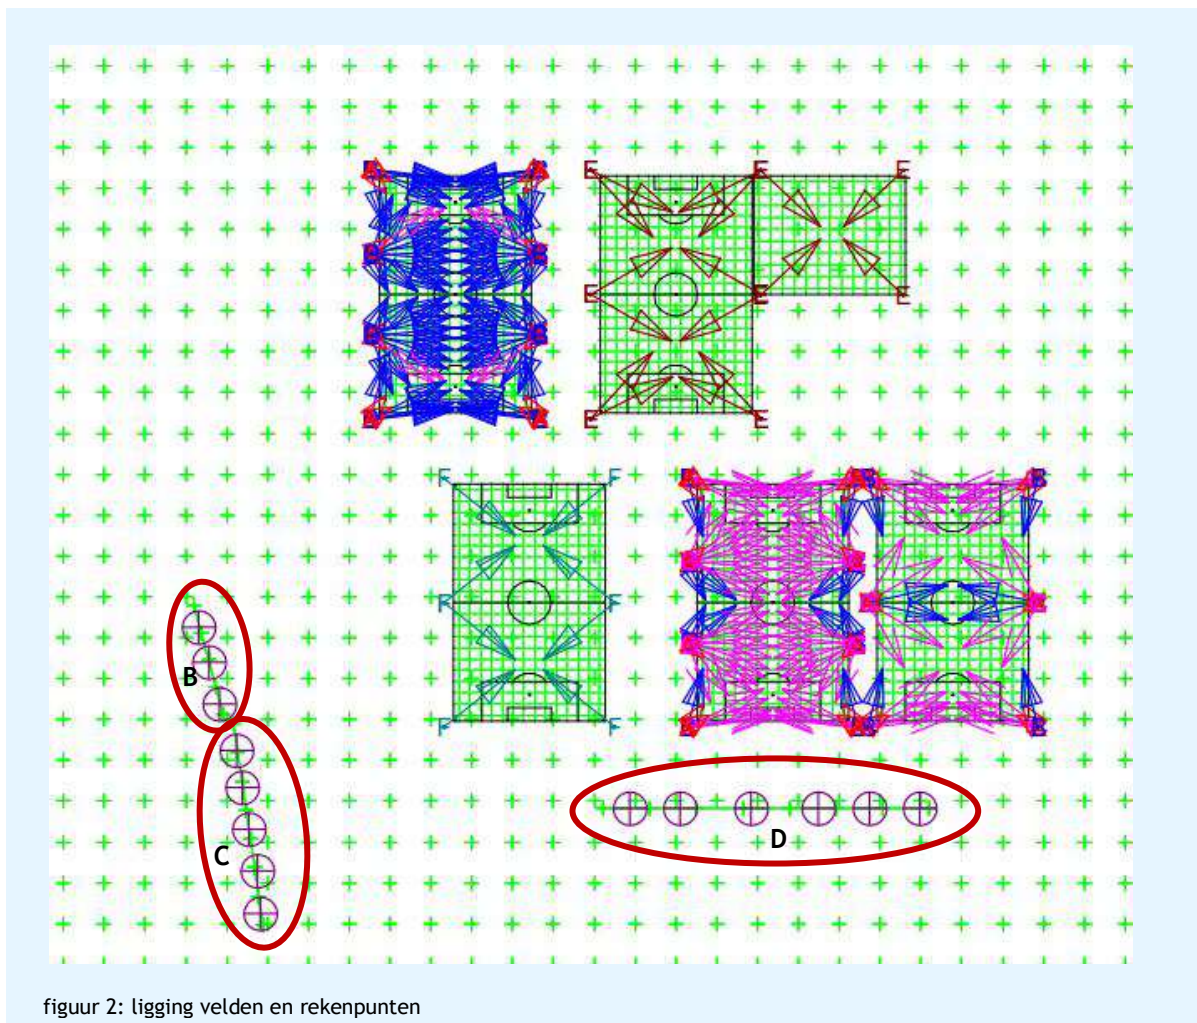 E E E
E E E
E E
F F
F F
B
F F
C
D
figuur 2: ligging velden en rekenpunten